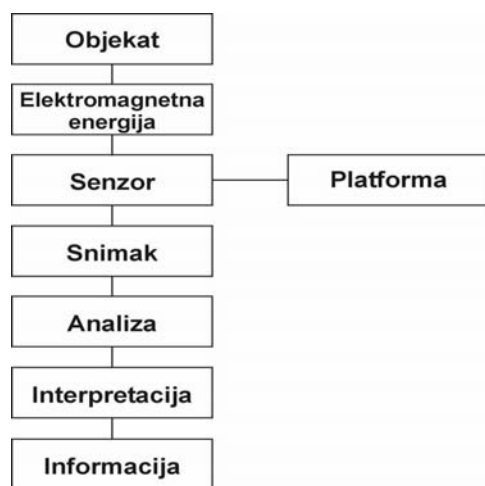 Objekat
Elektromagnetna
energija
Senzor
Platforma
Snimak
Analiza
Interpretacija
Informacija